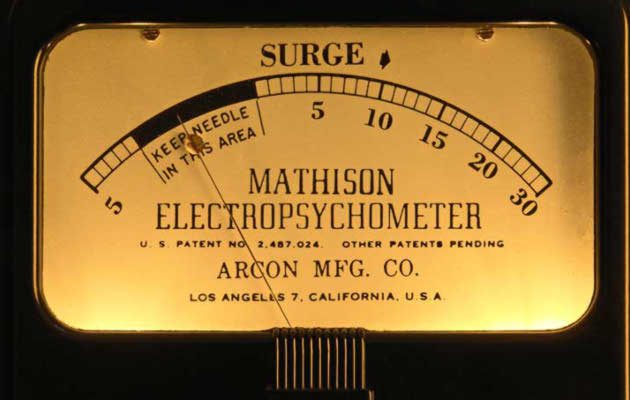 SURGE
5 5 10 15 20 30
KEEP NEEDLE
IN THIS AREA
MATHISON
ELECTROPSYCHOMETER
U. S. PATENT NO. 2,487,024. OTHER PATENTS PENDING
ARCON MFG. CO.
LOS ANGELES 7, CALIFORNIA, U.S.A.